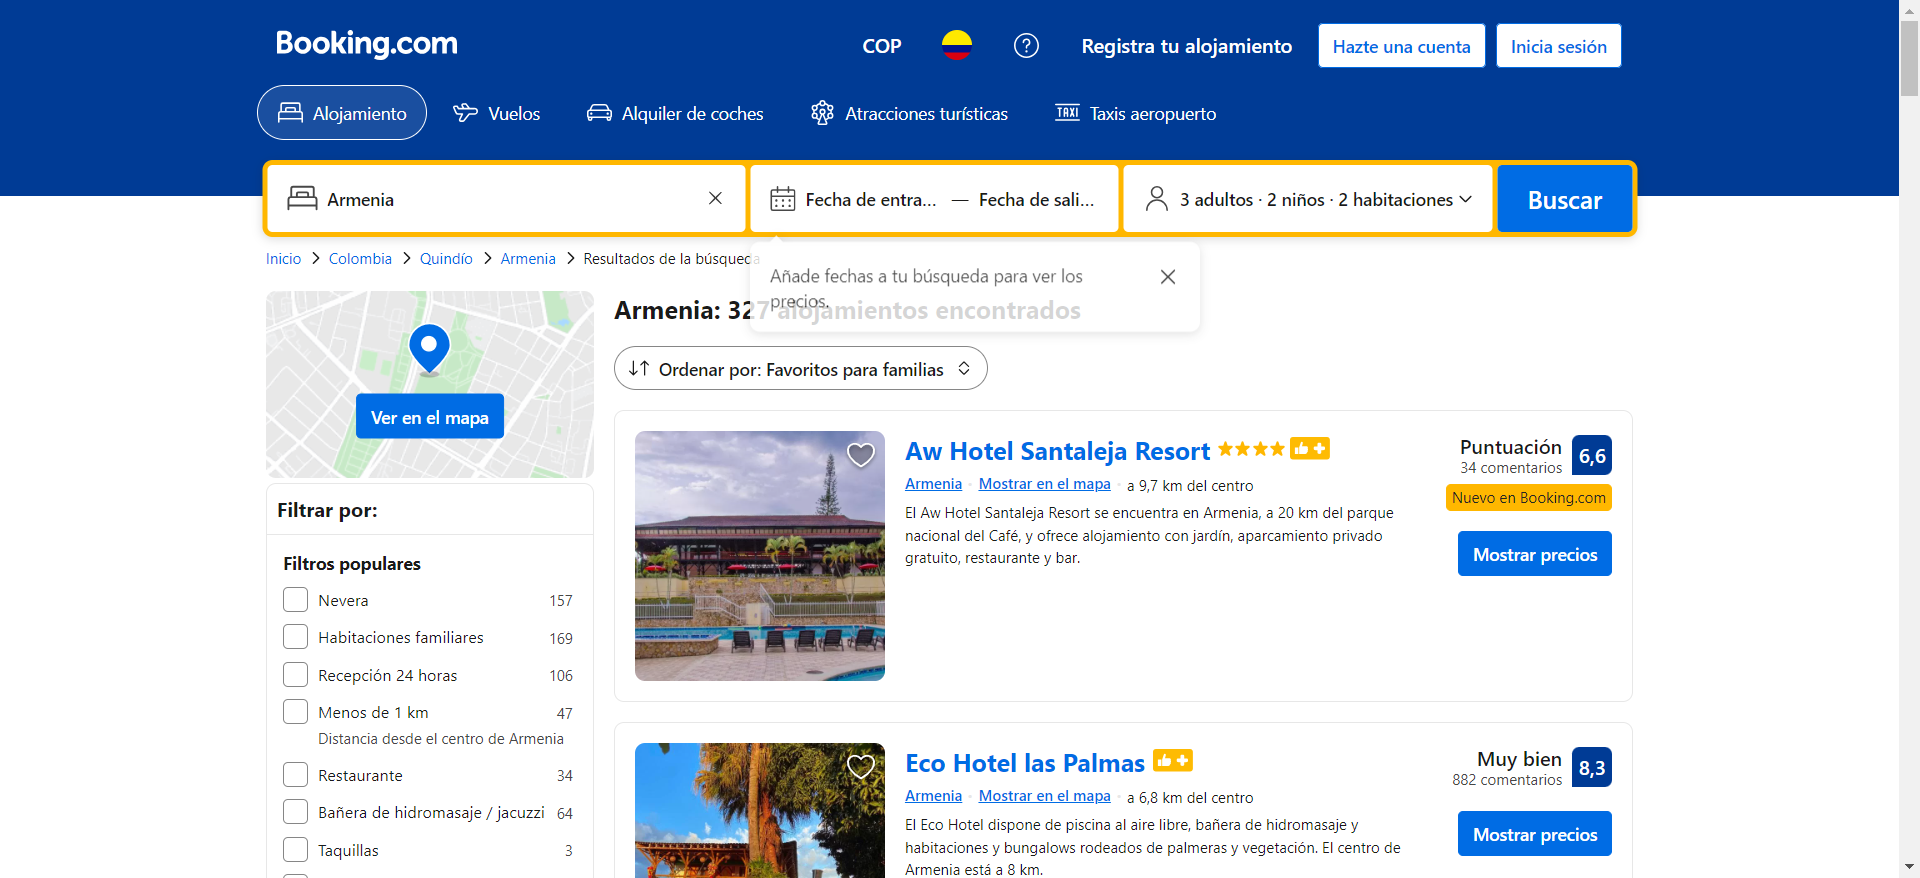 Booking.com
COP
Registra tu alojamiento
Hazte una cuenta
Inicia sesión
Alojamiento
Vuelos
Alquiler de coches
Atracciones turísticas
TAXI
Taxis aeropuerto
Armenia
Fecha de entra... — Fecha de sali...
3 adultos · 2 niños · 2 habitaciones
Buscar
Inicio > Colombia > Quindío > Armenia > Resultados de la búsqueda
Añade fechas a tu búsqueda para ver los
precios.
Armenia: 327 alojamientos encontrados
Ordenar por: Favoritos para familias
Ver en el mapa
Filtrar por:
Filtros populares
Nevera 157
Habitaciones familiares 169
Recepción 24 horas 106
Menos de 1 km 47
Distancia desde el centro de Armenia
Restaurante 34
Bañera de hidromasaje / jacuzzi 64
Taquillas 3
Aw Hotel Santaleja Resort
Armenia · Mostrar en el mapa · a 9,7 km del centro
El Aw Hotel Santaleja Resort se encuentra en Armenia, a 20 km del parque
nacional del Café, y ofrece alojamiento con jardín, aparcamiento privado
gratuito, restaurante y bar.
Puntuación
34 comentarios
6,6
Nuevo en Booking.com
Mostrar precios
Eco Hotel las Palmas
Armenia · Mostrar en el mapa · a 6,8 km del centro
El Eco Hotel dispone de piscina al aire libre, bañera de hidromasaje y
habitaciones y bungalows rodeados de palmeras y vegetación. El centro de
Armenia está a 8 km.
Muy bien
882 comentarios
8,3
Mostrar precios